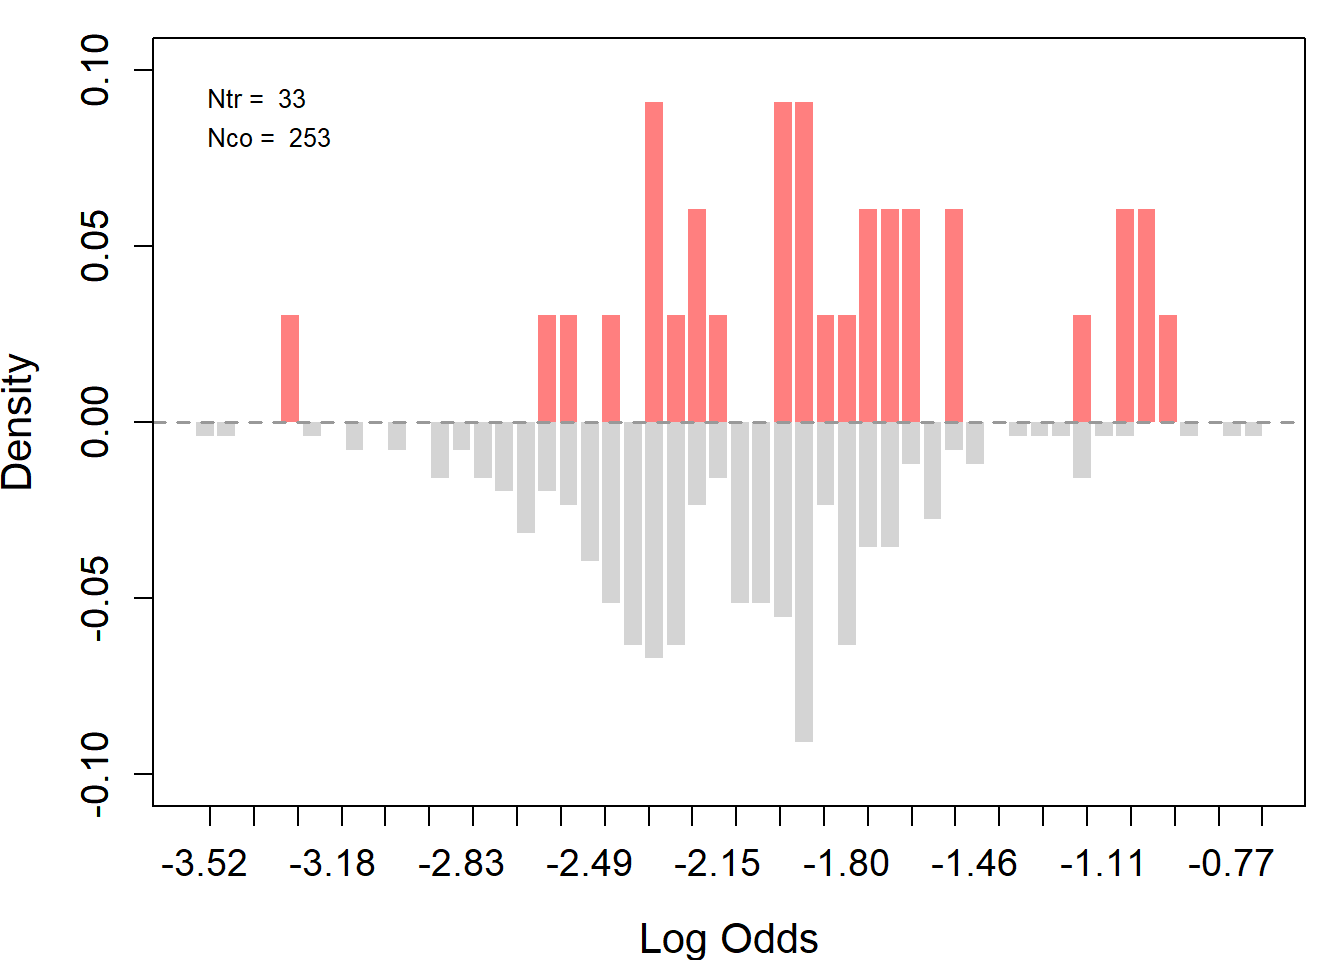 0.10
0.05
0.00
-0.05
-0.10
Density
Ntr =  33
Nco =  253
-3.52 -3.18 -2.83 -2.49 -2.15 -1.80 -1.46 -1.11 -0.77
Log Odds